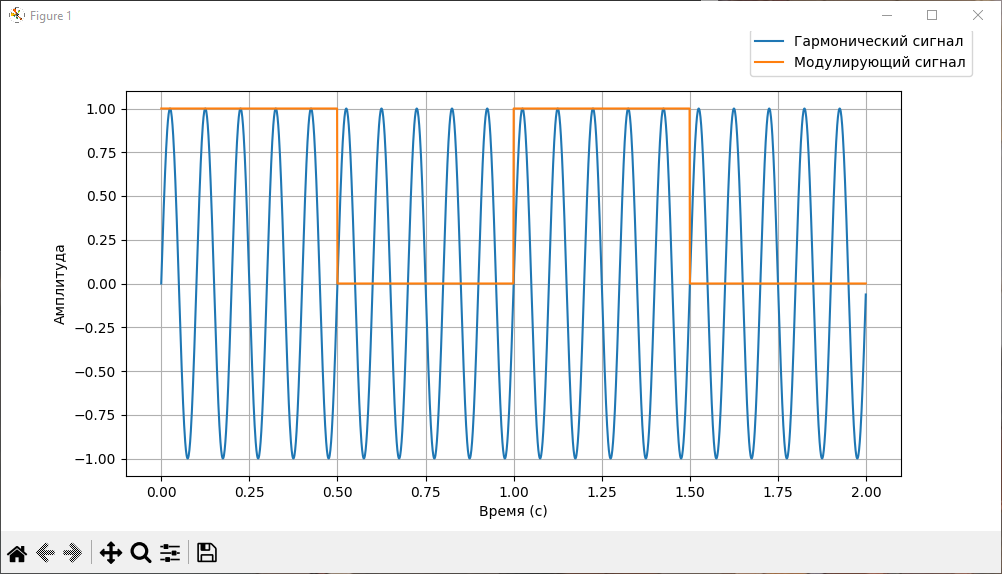 Figure 1
Гармонический сигнал
Модулирующий сигнал
1.00
0.75
0.50
0.25
0.00
−0.25
−0.50
−0.75
−1.00
Амплитуда
0.00 0.25 0.50 0.75 1.00 1.25 1.50 1.75 2.00
Время (с)